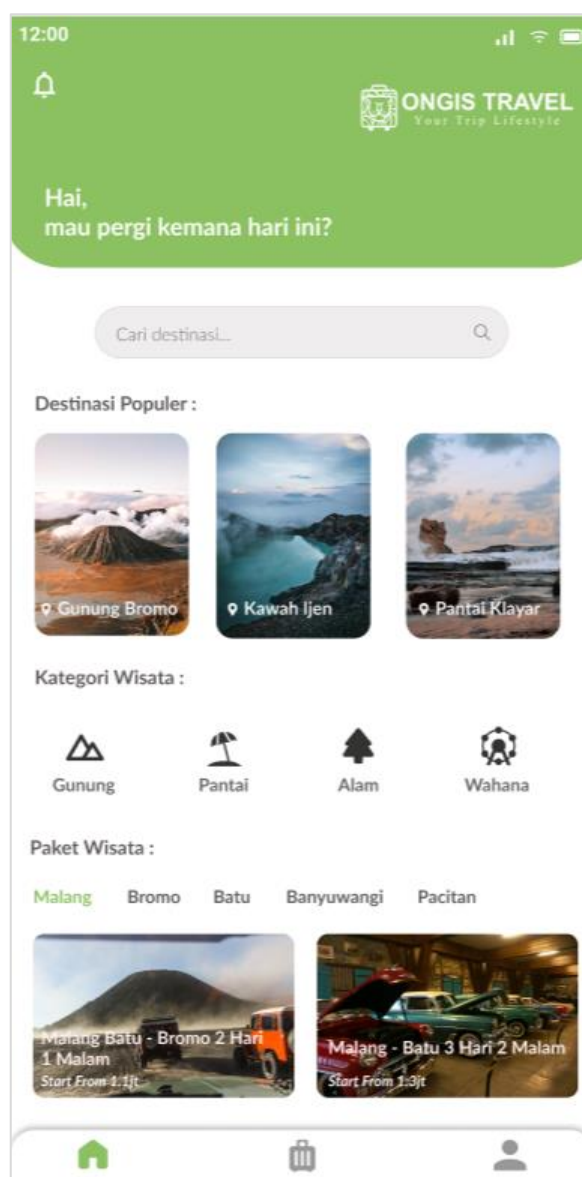 12:00
ONGIS TRAVEL
Your Trip Lifestyle
Hai,
mau pergi kemana hari ini?
Cari destinasi...
Destinasi Populer :
Gunung Bromo
Kawah Ijen
Pantai Klayar
Kategori Wisata :
Gunung
Pantai
Alam
Wahana
Paket Wisata :
Malang
Bromo
Batu
Banyuwangi
Pacitan
Malang Batu - Bromo 2 Hari
1 Malam
Start From 1.1jt
Malang - Batu 3 Hari 2 Malam
Start From 1.3jt